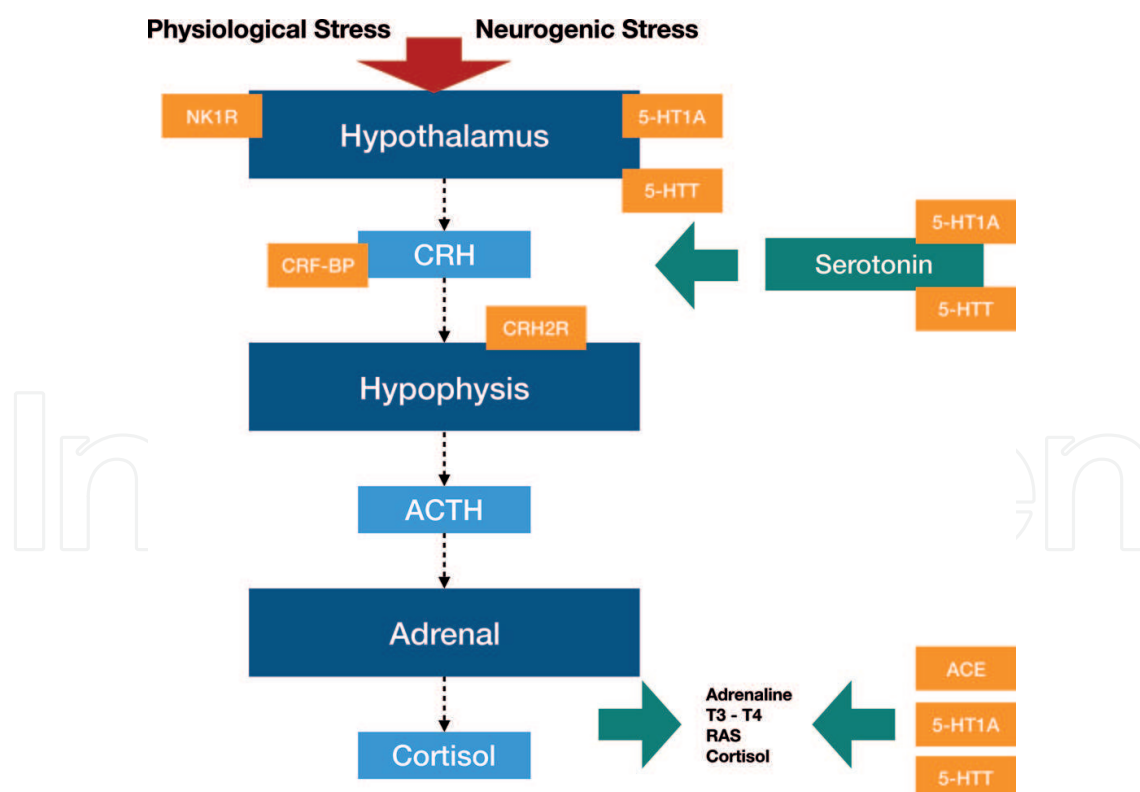 Physiological Stress Neurogenic Stress
NK1R
Hypothalamus
5-HT1A
5-HTT
CRF-BP
CRH
Serotonin
5-HT1A
5-HTT
CRH2R
Hypophysis
ACTH
Adrenal
Cortisol
Adrenaline
T3 - T4
RAS
Cortisol
ACE
5-HT1A
5-HTT